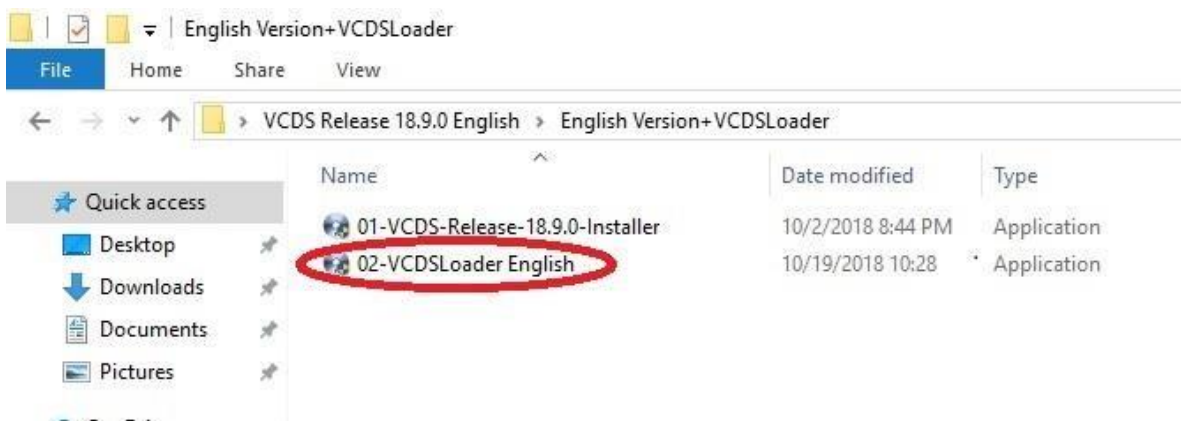 English Version+VCDSLoader
File Home Share View
VCDS Release 18.9.0 English › English Version+VCDSLoader
Name Date modified Type
Quick access
01-VCDS-Release-18.9.0-Installer 10/2/2018 8:44 PM Application
Desktop
02-VCDSLoader English 10/19/2018 10:28 Application
Downloads
Documents
Pictures